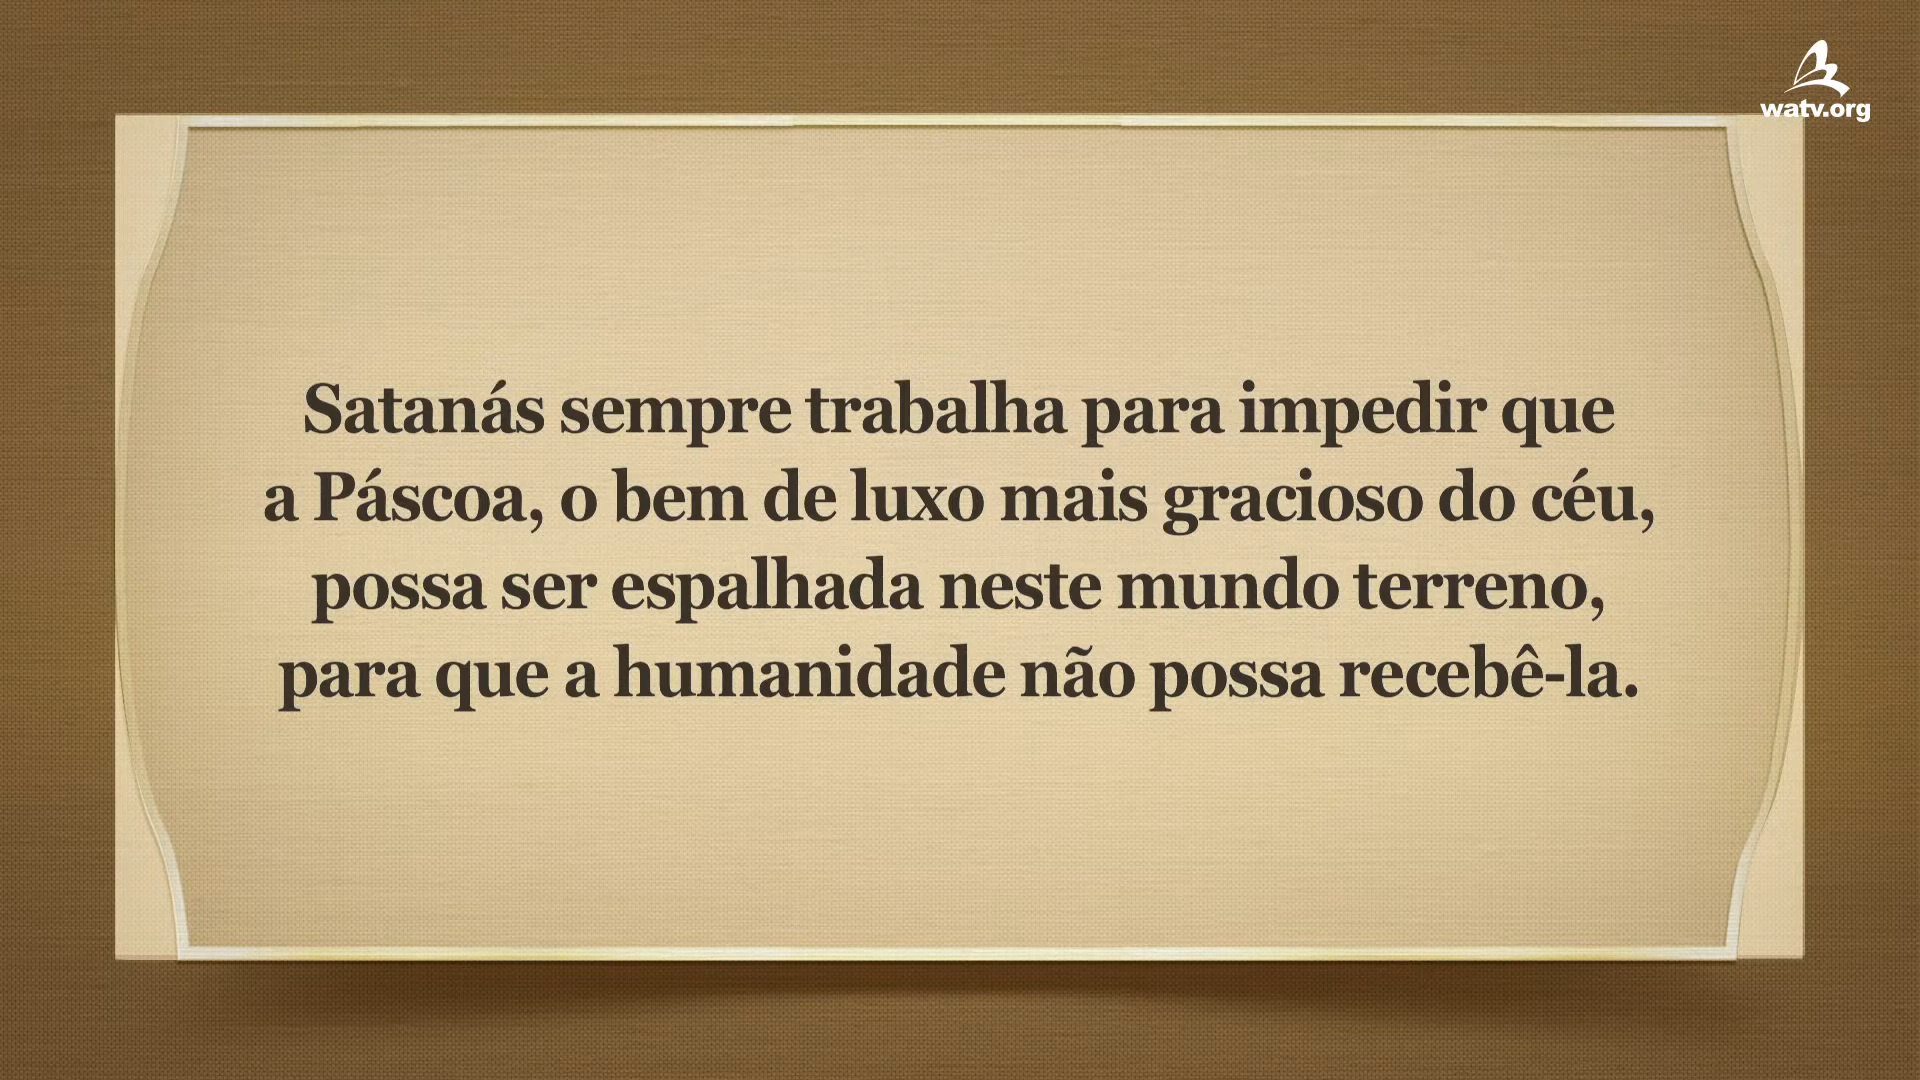 watv.org
Satanás sempre trabalha para impedir que
a Páscoa, o bem de luxo mais gracioso do céu,
possa ser espalhada neste mundo terreno,
para que a humanidade não possa recebê-la.